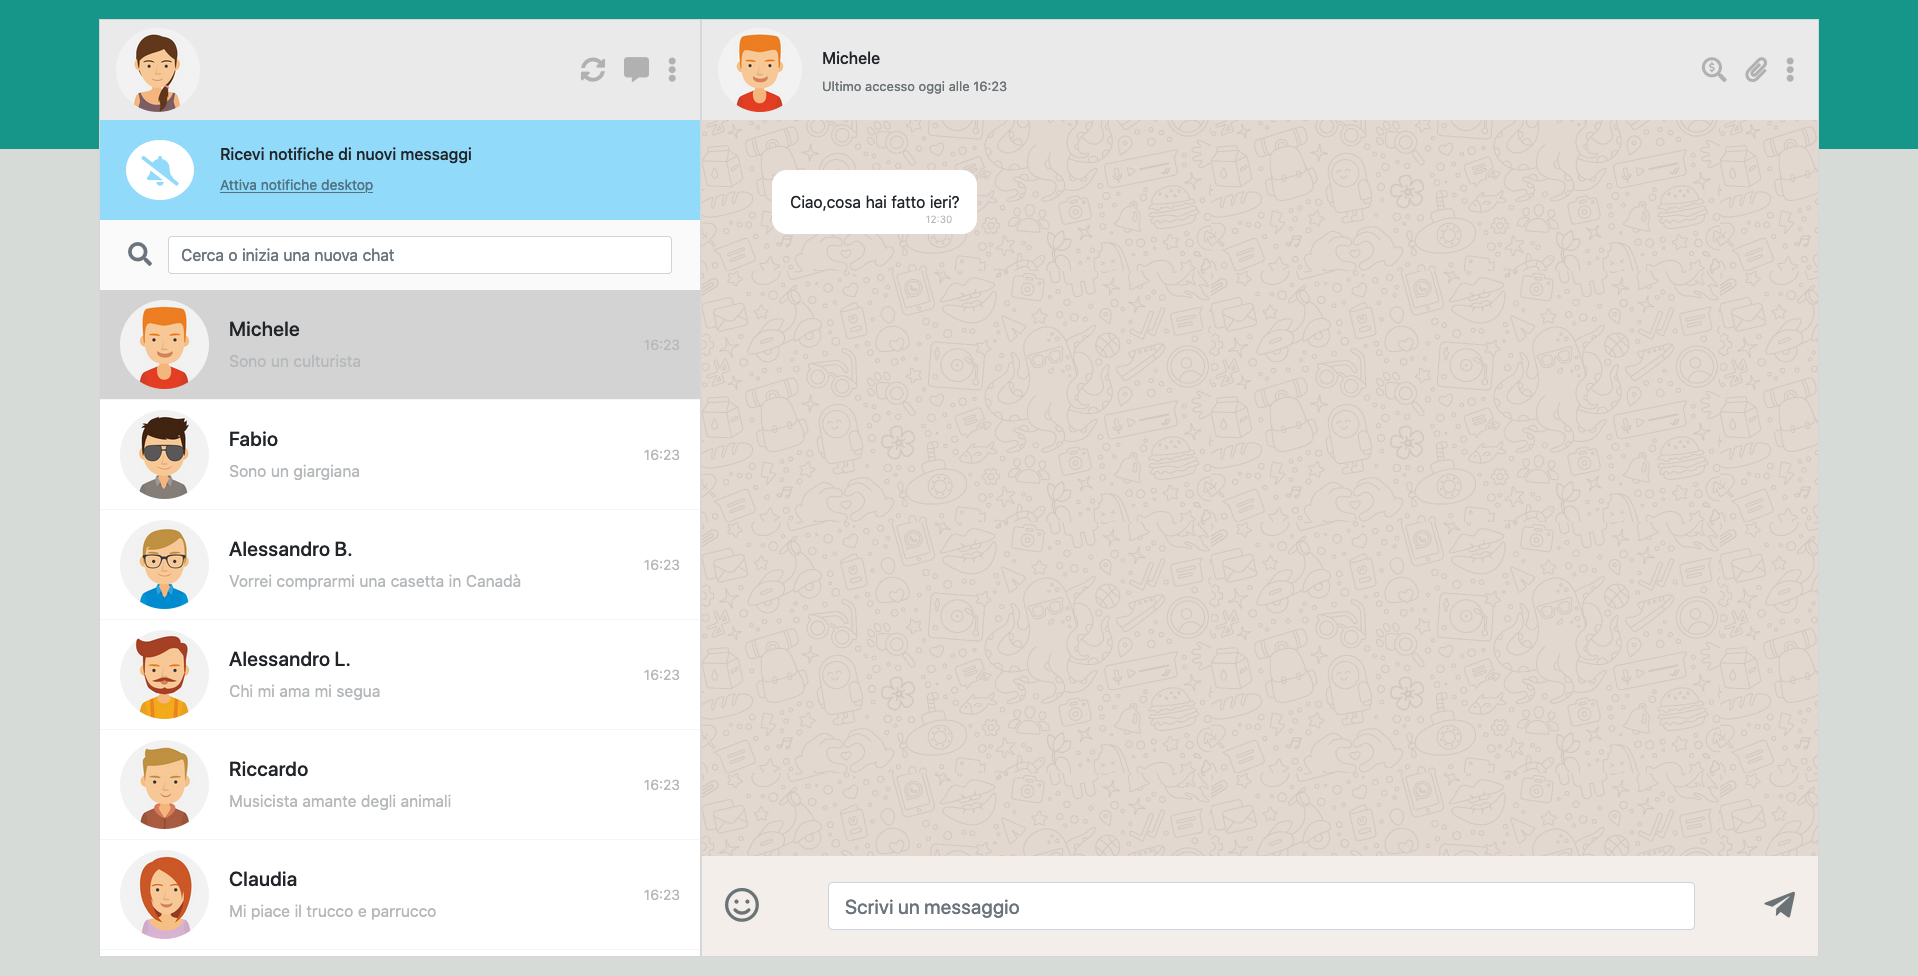 Michele
Ultimo accesso oggi alle 16:23
Ricevi notifiche di nuovi messaggi
Attiva notifiche desktop
Cerca o inizia una nuova chat
Michele
Sono un culturista
16:23
Fabio
Sono un giargiana
16:23
Alessandro B.
Vorrei comprarmi una casetta in Canadà
16:23
Alessandro L.
Chi mi ama mi segua
16:23
Riccardo
Musicista amante degli animali
16:23
Claudia
Mi piace il trucco e parrucco
16:23
Ciao,cosa hai fatto ieri?
12:30
Scrivi un messaggio